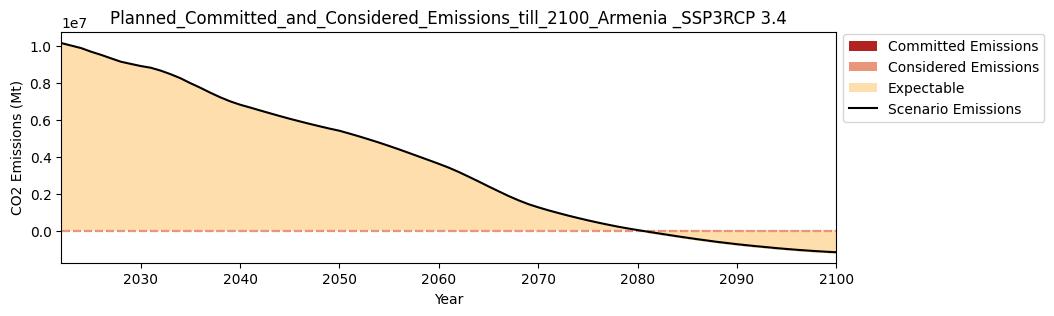 Planned_Committed_and_Considered_Emissions_till_2100_Armenia _SSP3RCP 3.4
1e7
1.0
0.8
0.6
0.4
0.2
0.0
CO2 Emissions (Mt)
2030 2040 2050 2060 2070 2080 2090 2100
Year
Committed Emissions
Considered Emissions
Expectable
Scenario Emissions